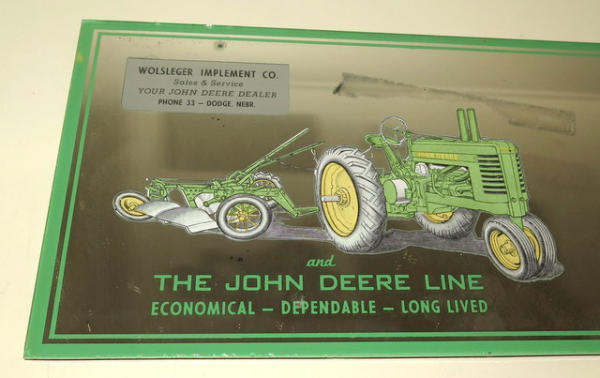 WOLSLEGER IMPLEMENT CO.
Sales & Service
YOUR JOHN DEERE DEALER
PHONE 33 — DODGE, NEBR.
JOHN DEERE
and
THE JOHN DEERE LINE
ECONOMICAL — DEPENDABLE — LONG LIVED